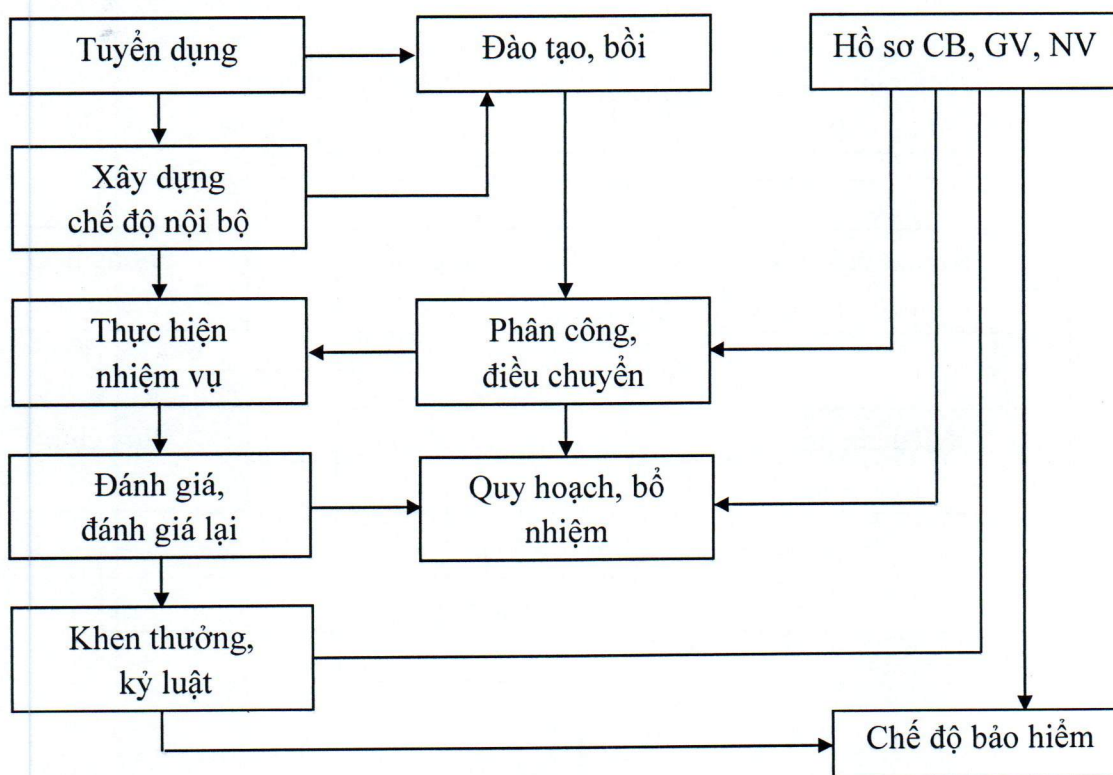 Tuyển dụng
Đào tạo, bồi
Hồ sơ CB, GV, NV
Xây dựng
chế độ nội bộ
Thực hiện
nhiệm vụ
Phân công,
điều chuyển
Đánh giá,
đánh giá lại
Quy hoạch, bổ
nhiệm
Khen thưởng,
kỷ luật
Chế độ bảo hiểm